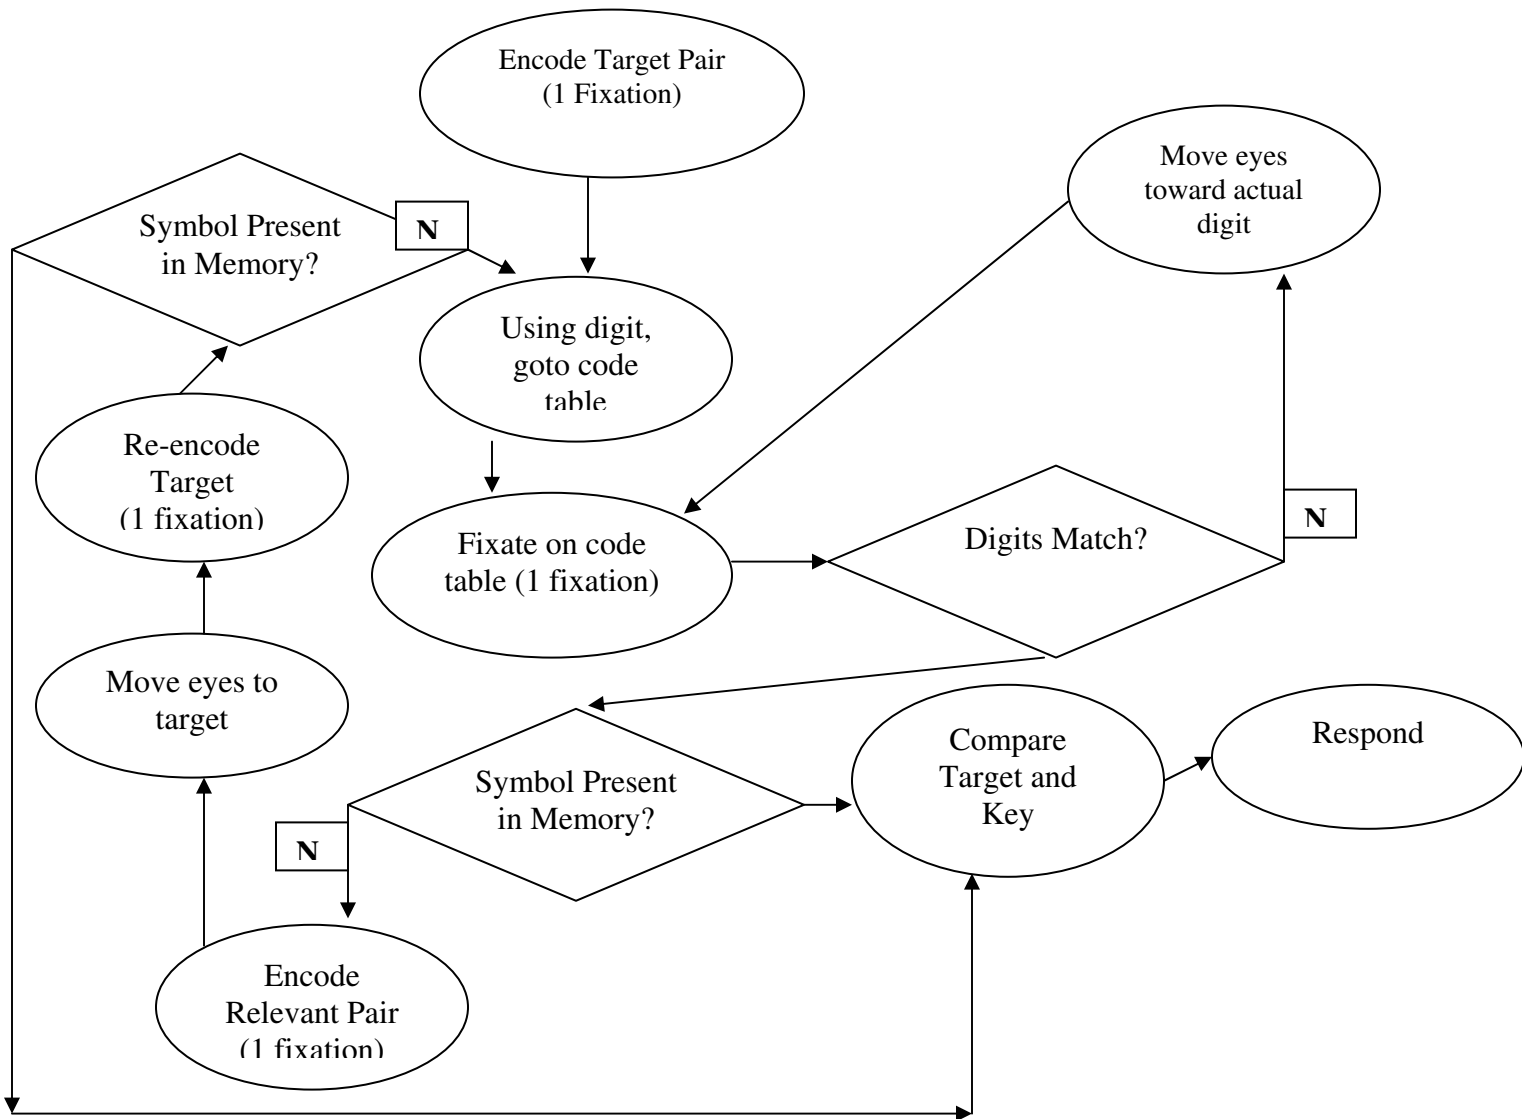 Encode Target Pair
(1 Fixation)
Move eyes
toward actual
digit
Symbol Present
in Memory?
N
Using digit,
goto code
table
Re-encode
Target
(1 fixation)
Fixate on code
table (1 fixation)
Digits Match?
N
Move eyes to
target
Symbol Present
in Memory?
N
Compare
Target and
Key
Respond
Encode
Relevant Pair
(1 fixation)